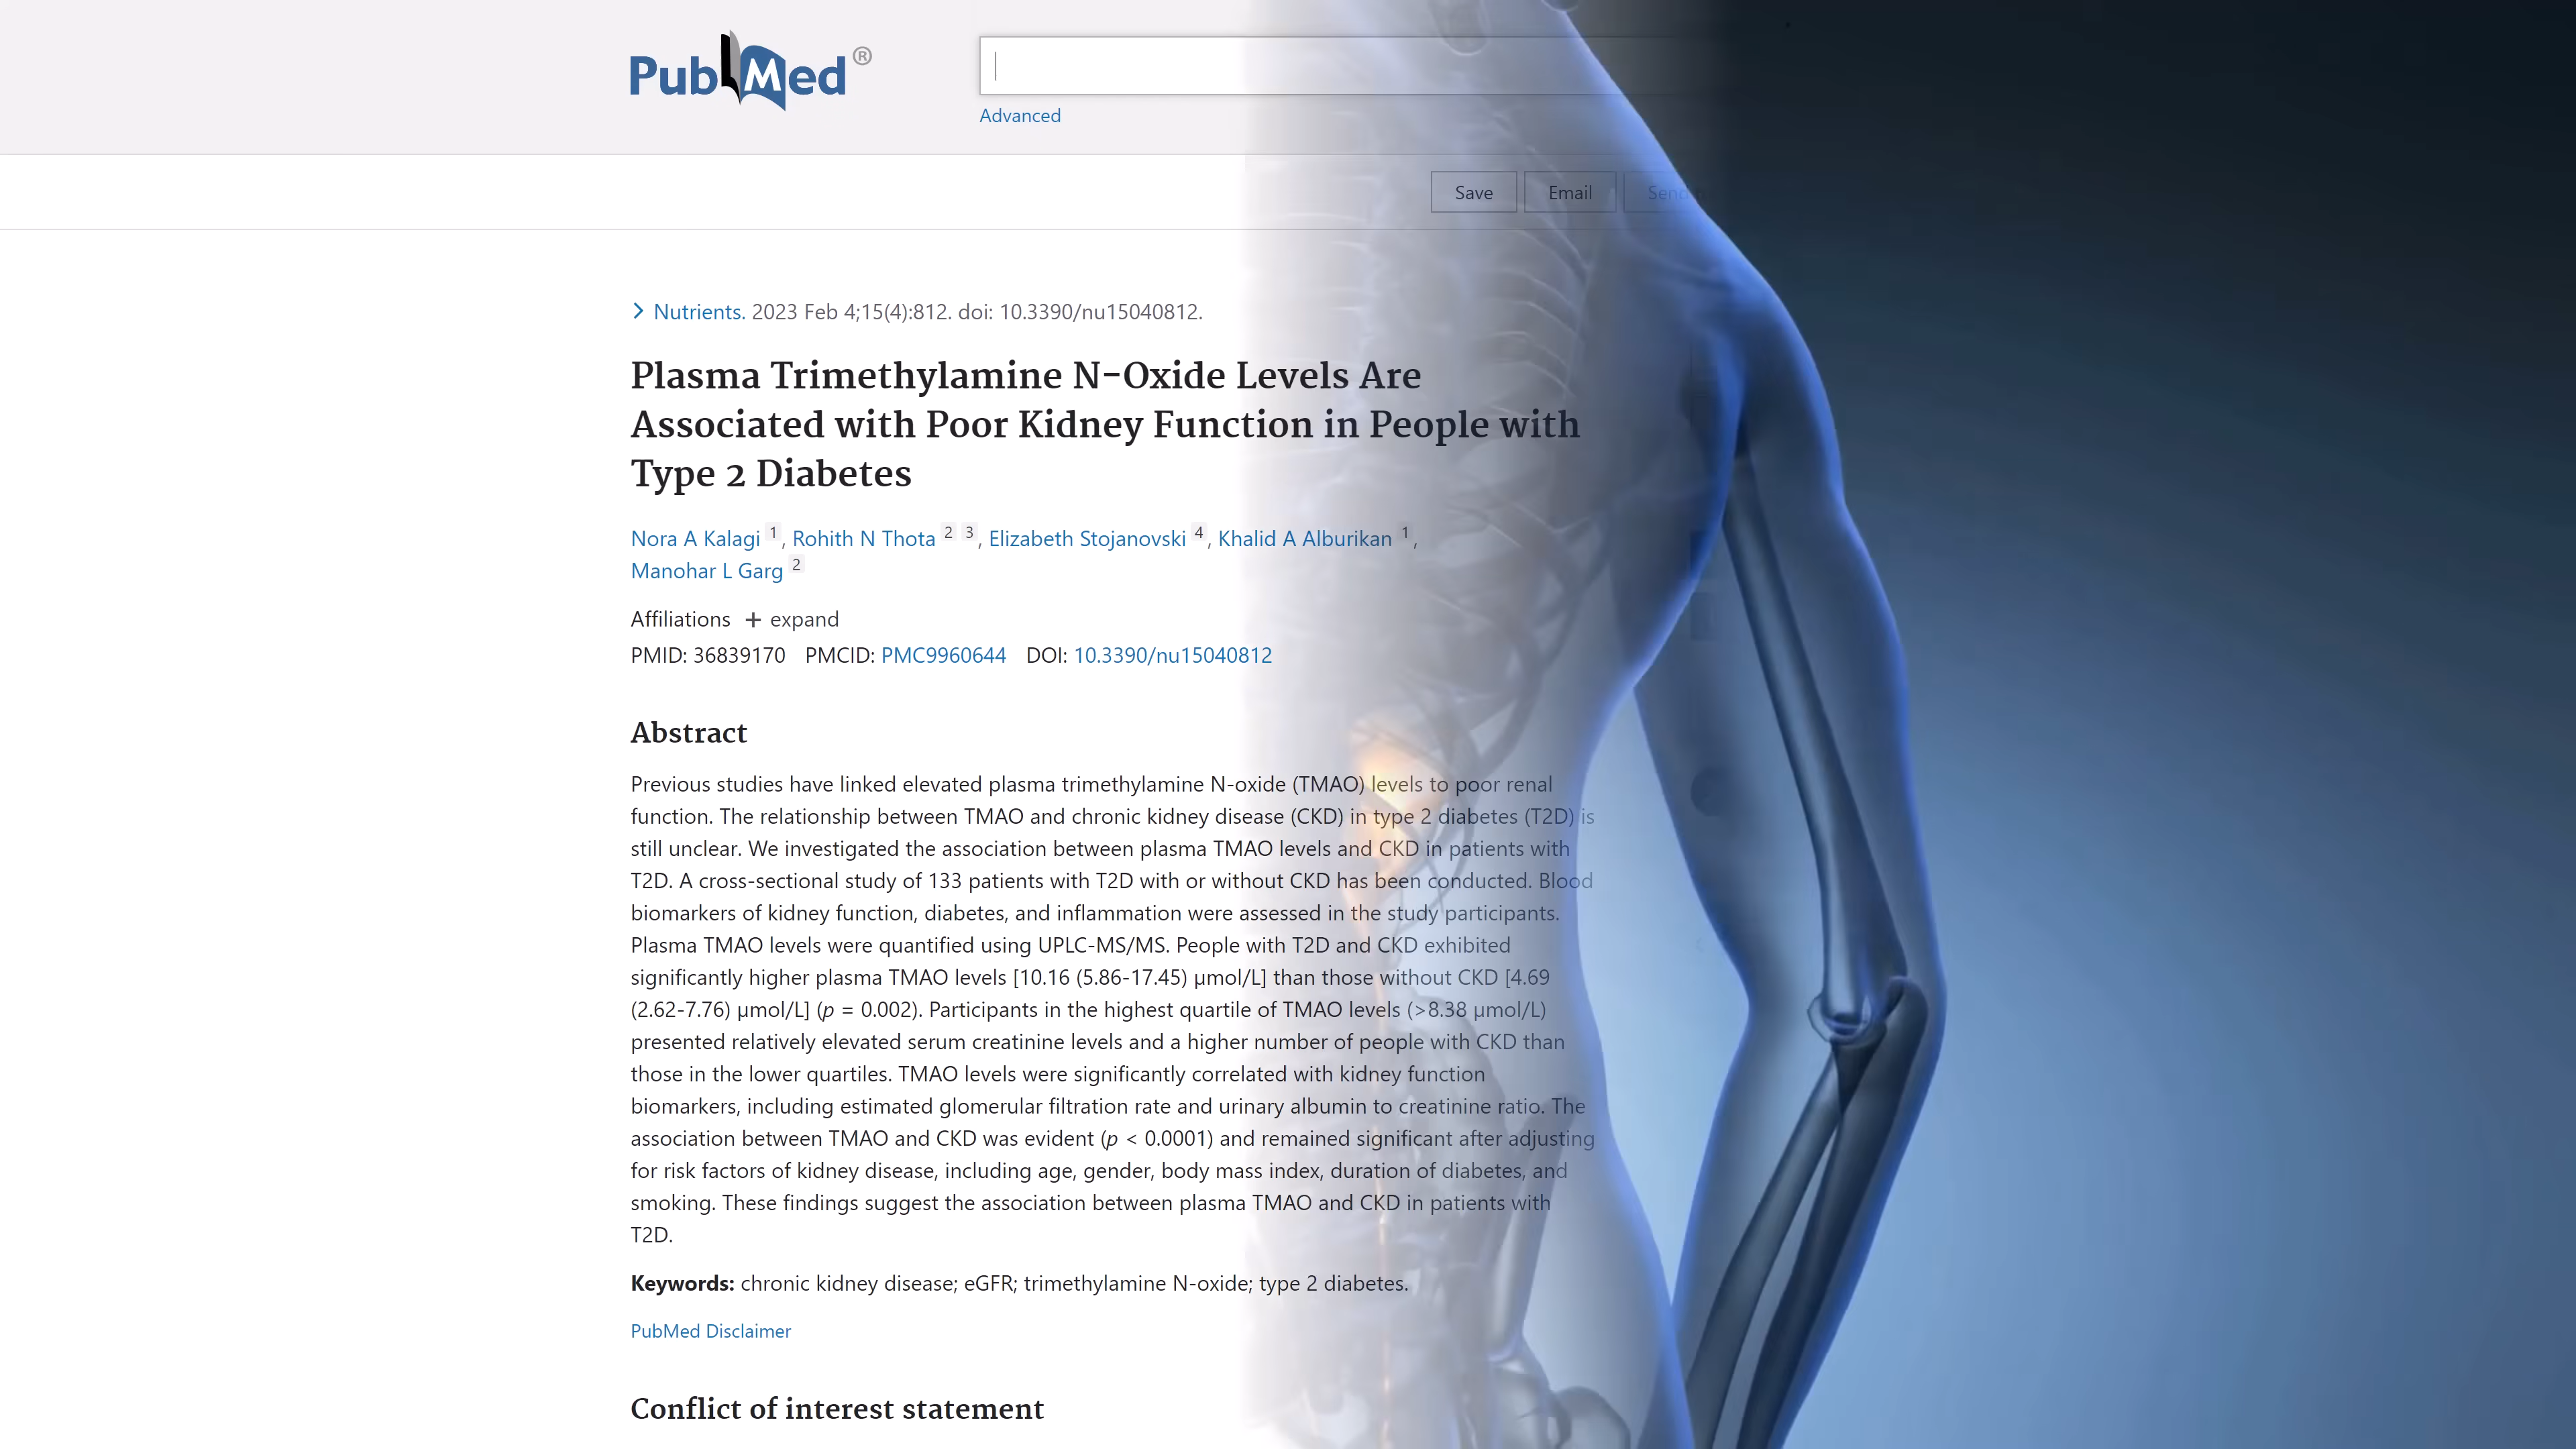 PubMed®
Advanced
Save Email Send
Nutrients. 2023 Feb 4;15(4):812. doi: 10.3390/nu15040812.
Plasma Trimethylamine N-Oxide Levels Are
Associated with Poor Kidney Function in People with
Type 2 Diabetes
Nora A Kalagi 1, Rohith N Thota 2 3, Elizabeth Stojanovski 4, Khalid A Alburikan 1,
Manohar L Garg 2
Affiliations + expand
PMID: 36839170 PMCID: PMC9960644 DOI: 10.3390/nu15040812
Abstract
Previous studies have linked elevated plasma trimethylamine N-oxide (TMAO) levels to poor renal
function. The relationship between TMAO and chronic kidney disease (CKD) in type 2 diabetes (T2D) is
still unclear. We investigated the association between plasma TMAO levels and CKD in patients with
T2D. A cross-sectional study of 133 patients with T2D with or without CKD has been conducted. Blood
biomarkers of kidney function, diabetes, and inflammation were assessed in the study participants.
Plasma TMAO levels were quantified using UPLC-MS/MS. People with T2D and CKD exhibited
significantly higher plasma TMAO levels [10.16 (5.86-17.45) μmol/L] than those without CKD [4.69
(2.62-7.76) μmol/L] (p = 0.002). Participants in the highest quartile of TMAO levels (>8.38 μmol/L)
presented relatively elevated serum creatinine levels and a higher number of people with CKD than
those in the lower quartiles. TMAO levels were significantly correlated with kidney function
biomarkers, including estimated glomerular filtration rate and urinary albumin to creatinine ratio. The
association between TMAO and CKD was evident (p < 0.0001) and remained significant after adjusting
for risk factors of kidney disease, including age, gender, body mass index, duration of diabetes, and
smoking. These findings suggest the association between plasma TMAO and CKD in patients with
T2D.
Keywords: chronic kidney disease; eGFR; trimethylamine N-oxide; type 2 diabetes.
PubMed Disclaimer
Conflict of interest statement